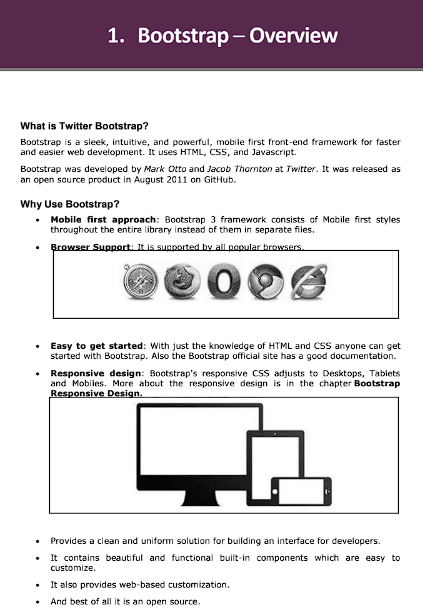 1. Bootstrap – Overview
What is Twitter Bootstrap?
Bootstrap is a sleek, intuitive, and powerful, mobile first front-end framework for faster
and easier web development. It uses HTML, CSS, and Javascript.
Bootstrap was developed by Mark Otto and Jacob Thornton at Twitter. It was released as
an open source product in August 2011 on GitHub.
Why Use Bootstrap?
• Mobile first approach: Bootstrap 3 framework consists of Mobile first styles
throughout the entire library instead of them in separate files.
• Browser Support: It is supported by all popular browsers.
• Easy to get started: With just the knowledge of HTML and CSS anyone can get
started with Bootstrap. Also the Bootstrap official site has a good documentation.
• Responsive design: Bootstrap's responsive CSS adjusts to Desktops, Tablets
and Mobiles. More about the responsive design is in the chapter Bootstrap
Responsive Design.
• Provides a clean and uniform solution for building an interface for developers.
• It contains beautiful and functional built-in components which are easy to
customize.
• It also provides web-based customization.
• And best of all it is an open source.